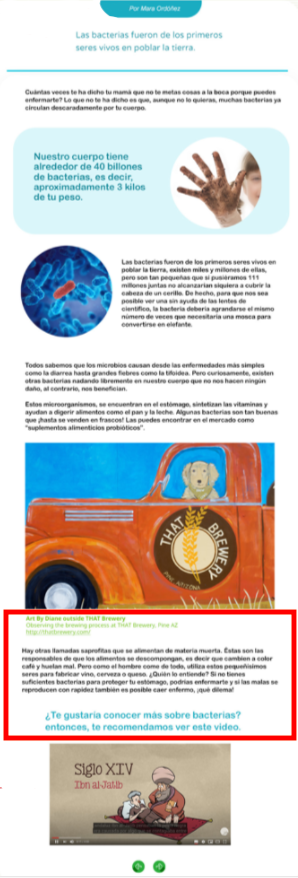 Por Mara Ordóñez
Las bacterias fueron de los primeros
seres vivos en poblar la tierra.
Cuántas veces te ha dicho tu mamá que no te metas cosas a la boca porque puedes
enfermarte? Lo que no te ha dicho es que, aunque no lo quieras, muchas bacterias ya
circulan descaradamente por tu cuerpo.
Nuestro cuerpo tiene
alrededor de 40 billones
de bacterias, es decir,
aproximadamente 3 kilos
de tu peso.
Las bacterias fueron de los primeros seres vivos en
poblar la tierra, existen miles y millones de ellas,
pero son tan pequeñas que si pusiéramos 111
millones juntas no alcanzarían siquiera a cubrir la
cabeza de un cerillo. De hecho, para que nos sea
posible ver una sin ayuda de las lentes de
científico, la bacteria debería agrandarse el mismo
número de veces que necesitaría una mosca para
convertirse en elefante.
Todos sabemos que los microbios causan desde las enfermedades más simples
como la diarrea hasta grandes fiebres como la tifoidea. Pero curiosamente, existen
otras bacterias nadando libremente en nuestro cuerpo que no nos hacen ningún
daño, al contrario, nos benefician.
Estos microorganismos, se encuentran en el estómago, sintetizan las vitaminas y
ayudan a digerir alimentos como el pan y la leche. Algunas bacterias son tan buenas
que ¡hasta se venden en frascos! Las puedes encontrar en el mercado como
"suplementos alimenticios probióticos".
THAT
BREWERY
PINE, ARIZONA
Art By Diane outside THAT Brewery
Observing the brewing process at THAT Brewery, Pine AZ
http://thatbrewery.com/
Hay otras llamadas saprofitas que se alimentan de materia muerta. Éstas son las
responsables de que los alimentos se descompongan, es decir que cambien a color
café y huelan mal. Pero como el hombre come de todo, utiliza estos pequeñísimos
seres para fabricar vino, cerveza o queso. ¿Quién lo entiende? Si no tienes
suficientes bacterias para proteger tu estómago, podrías enfermarte y si las malas se
reproducen con rapidez también es posible caer enfermo, ¡qué dilema!
¿Te gustaría conocer más sobre bacterias?
entonces, te recomendamos ver este video.
Siglo XIV
Ibn al-Jatib